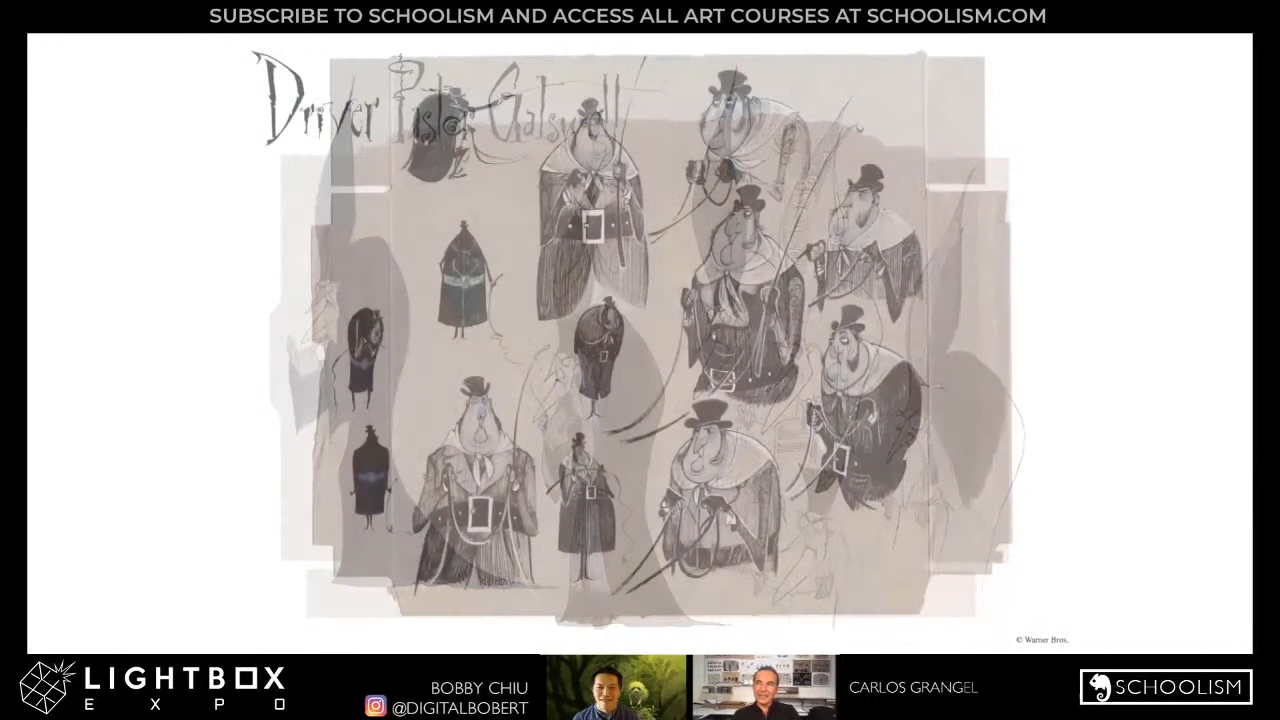 SUBSCRIBE TO SCHOOLISM AND ACCESS ALL ART COURSES AT SCHOOLISM.COM
Driver
© Warner Bros.
LIGHTBOX
EXPO
BOBBY CHIU
@DIGITALBOBERT
CARLOS GRANGEL
SCHOOLISM